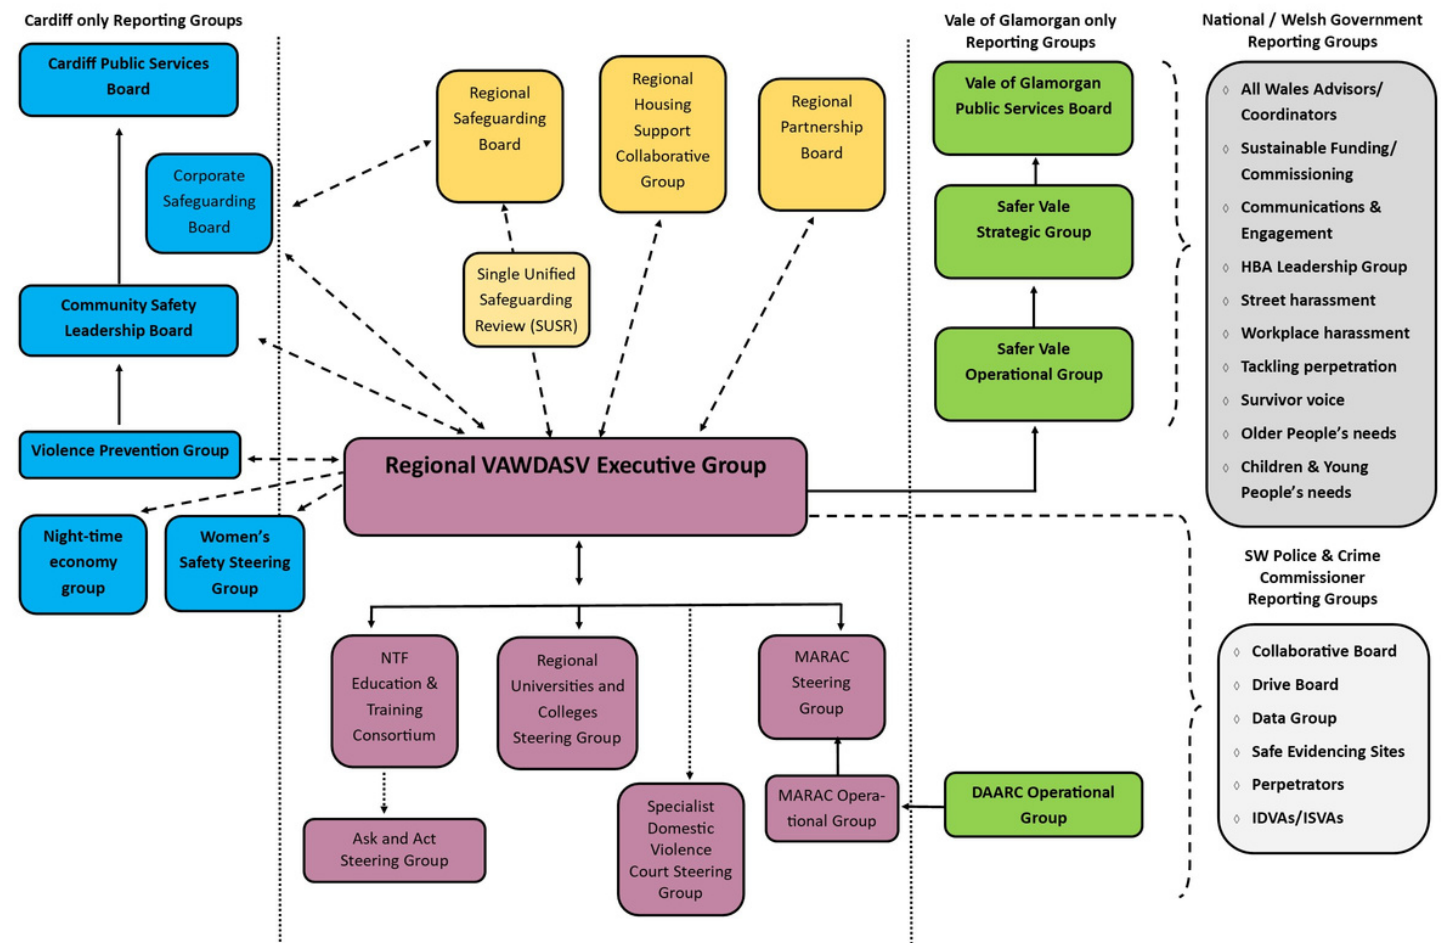 Cardiff only Reporting Groups
Cardiff Public Services
Board
Corporate
Safeguarding
Board
Community Safety
Leadership Board
Violence Prevention Group
Night-time
economy
group
Women’s
Safety Steering
Group
Regional
Safeguarding
Board
Regional
Housing
Support
Collaborative
Group
Regional
Partnership
Board
Single Unified
Safeguarding
Review (SUSR)
Regional VAWDASV Executive Group
NTF
Education &
Training
Consortium
Regional
Universities and
Colleges
Steering Group
MARAC
Steering
Group
Ask and Act
Steering Group
Specialist
Domestic
Violence
Court Steering
Group
MARAC Opera-
tional Group
Vale of Glamorgan only
Reporting Groups
Vale of Glamorgan
Public Services Board
Safer Vale
Strategic Group
Safer Vale
Operational Group
DAARC Operational
Group
National / Welsh Government
Reporting Groups
◊ All Wales Advisors/
Coordinators
◊ Sustainable Funding/
Commissioning
◊ Communications &
Engagement
◊ HBA Leadership Group
◊ Street harassment
◊ Workplace harassment
◊ Tackling perpetration
◊ Survivor voice
◊ Older People’s needs
◊ Children & Young
People’s needs
SW Police & Crime
Commissioner
Reporting Groups
◊ Collaborative Board
◊ Drive Board
◊ Data Group
◊ Safe Evidencing Sites
◊ Perpetrators
◊ IDVAs/ISVAs